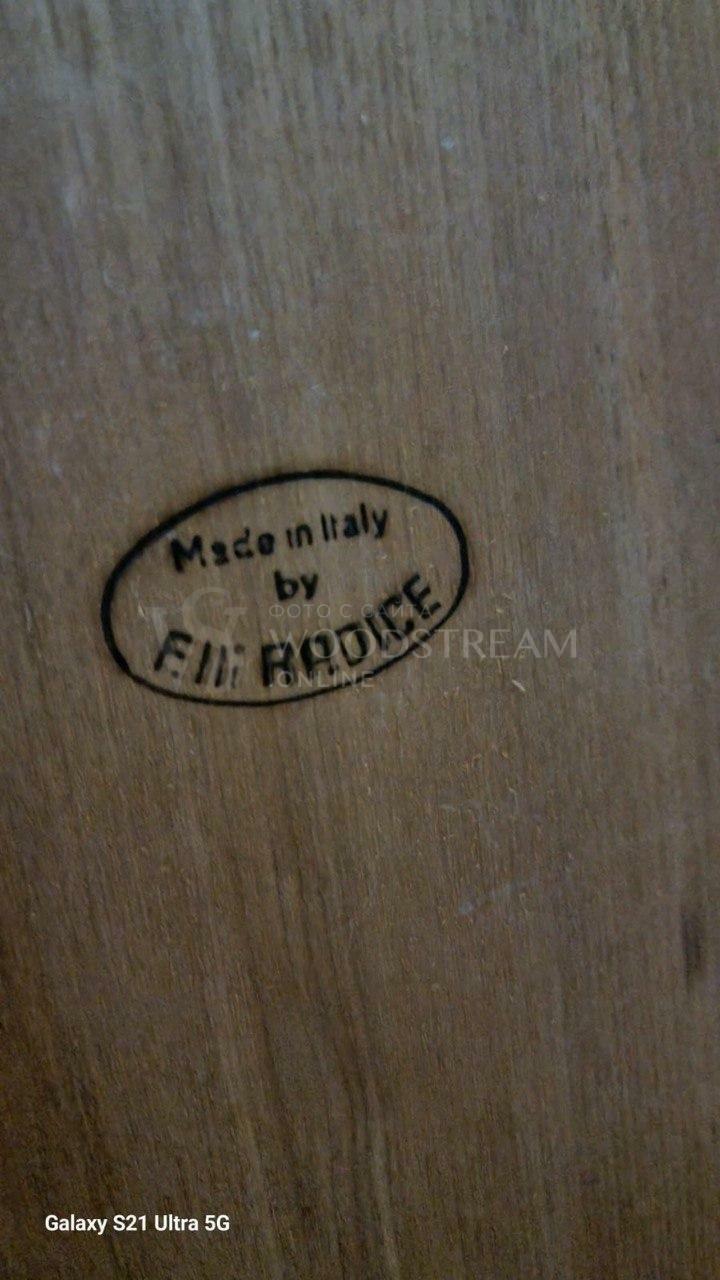 Made in Italy
by
F.lli RADICE
ФОТО С САЙТА
WOODSTREAM
.ONLINE
Galaxy S21 Ultra 5G